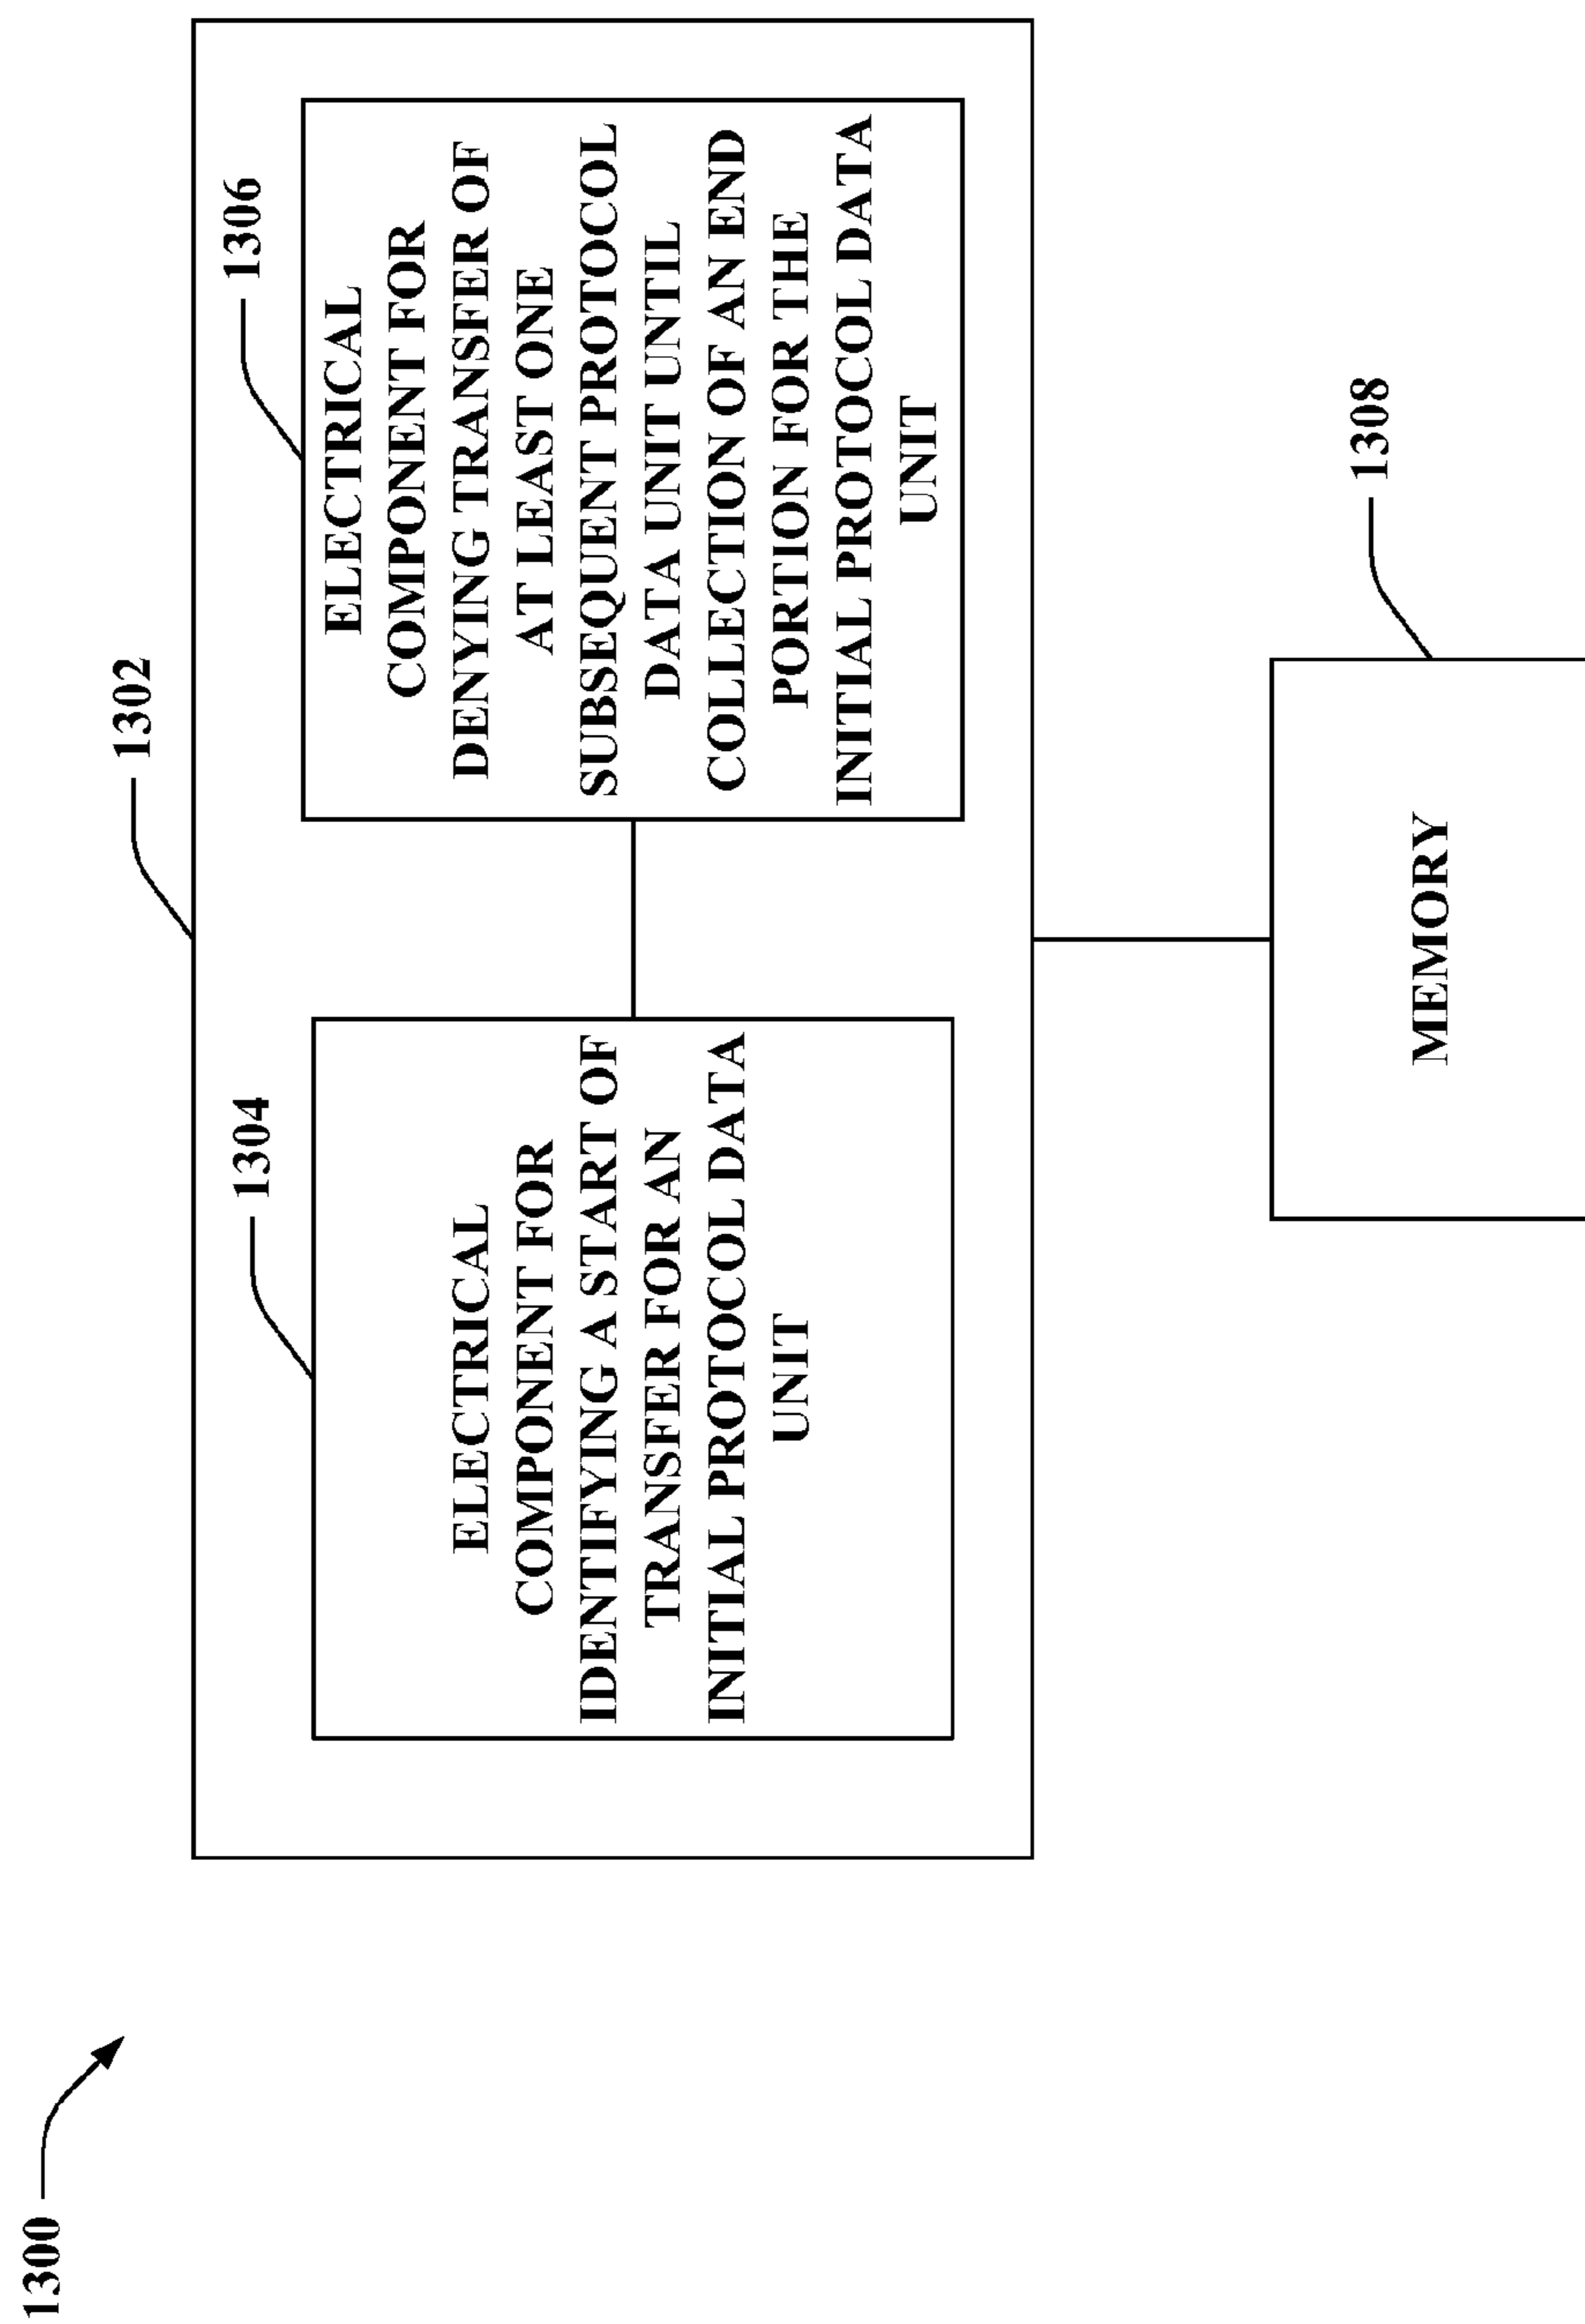 1300
1302
1304
ELECTRICAL
COMPONENT FOR
IDENTIFYING A START OF
TRANSFER FOR AN
INITIAL PROTOCOL DATA
UNIT
1306
ELECTRICAL
COMPONENT FOR
DENYING TRANSFER OF
AT LEAST ONE
SUBSEQUENT PROTOCOL
DATA UNIT UNTIL
COLLECTION OF AN END
PORTION FOR THE
INITIAL PROTOCOL DATA
UNIT
1308
MEMORY